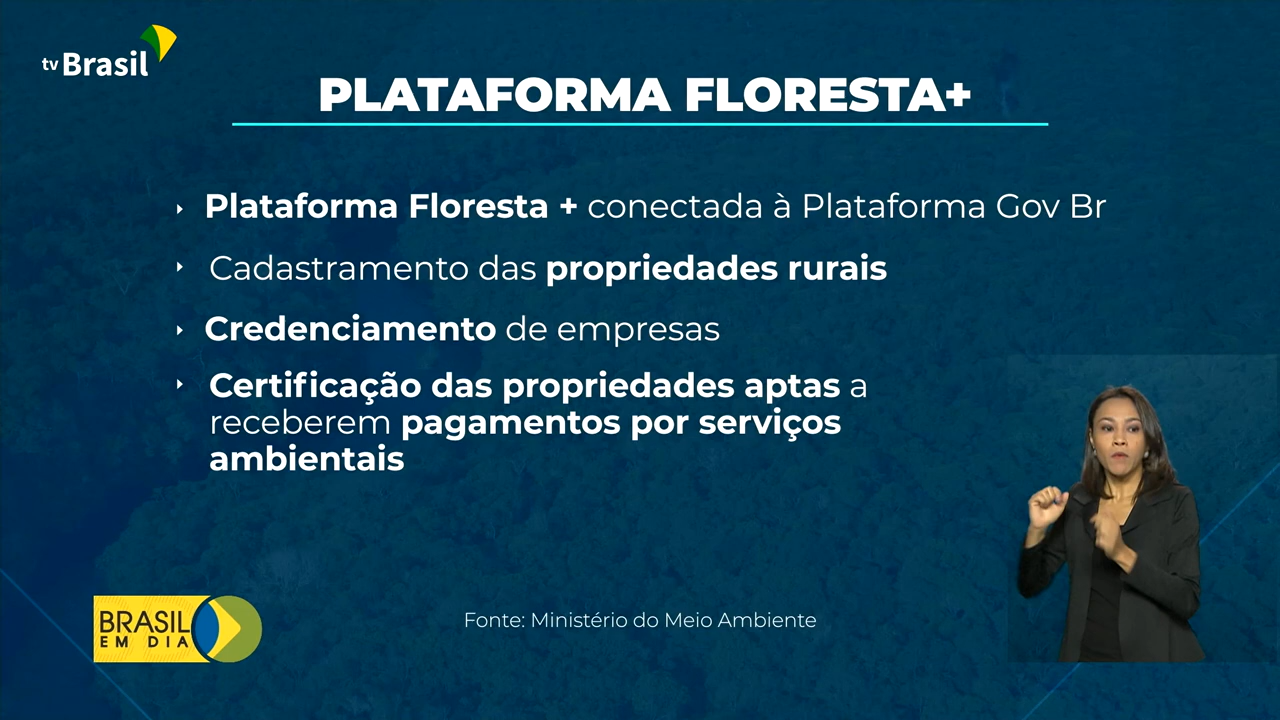 tv Brasil
PLATAFORMA FLORESTA+
Plataforma Floresta + conectada à Plataforma Gov Br
Cadastramento das propriedades rurais
Credenciamento de empresas
Certificação das propriedades aptas a
receberem pagamentos por serviços
ambientais
BRASIL
EM DIA
Fonte: Ministério do Meio Ambiente